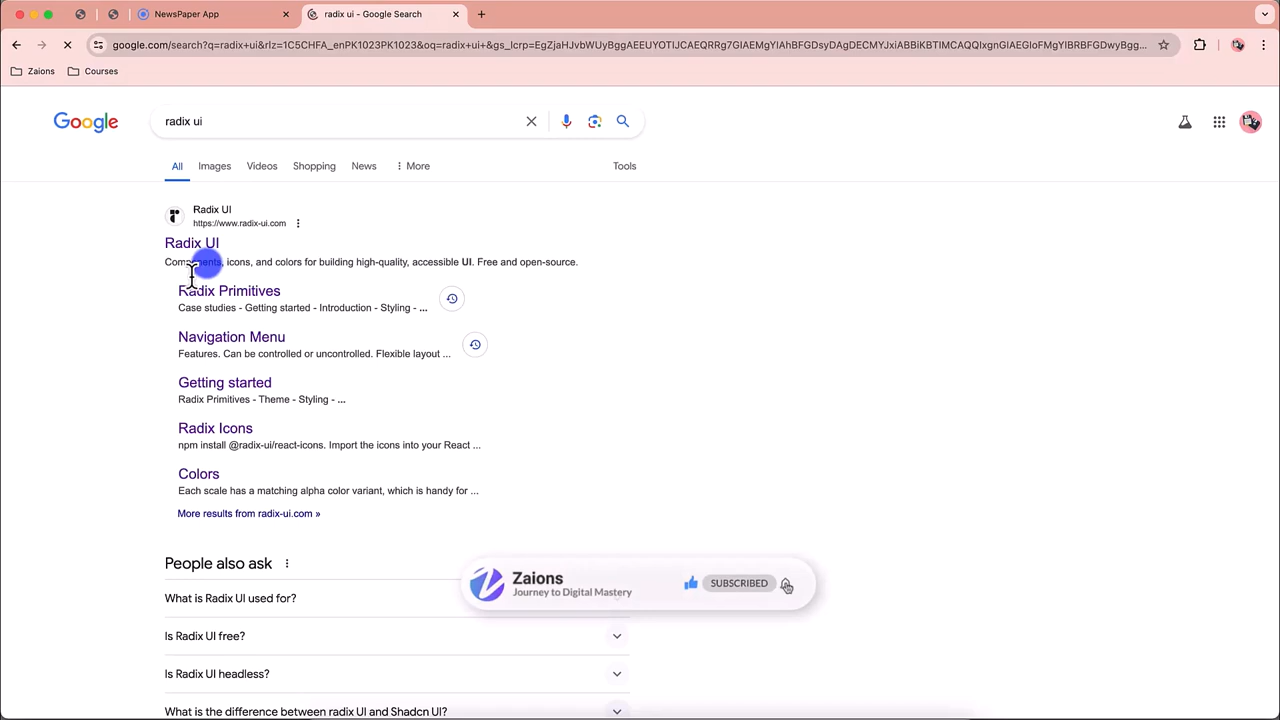 NewsPaper App
radix ui - Google Search
google.com/search?q=radix+ui&rlz=1C5CHFA_enPK1023PK1023&oq=radix+ui+&gs_lcrp=EgZjaHJvbWUyBggAEEUYOTIJCAEQRRg7GIAEMgYIAhBFGDsyDAgDECMYJxiABBiKBTIMCAQQIxgnGIAEGIoFMgYIBRBFGDwyBgg...
Zaions
Courses
Google
radix ui
All
Images
Videos
Shopping
News
More
Tools
Radix UI
https://www.radix-ui.com
Radix UI
Components, icons, and colors for building high-quality, accessible UI. Free and open-source.
Radix Primitives
Case studies - Getting started - Introduction - Styling - ...
Navigation Menu
Features. Can be controlled or uncontrolled. Flexible layout ...
Getting started
Radix Primitives - Theme - Styling - ...
Radix Icons
npm install @radix-ui/react-icons. Import the icons into your React ...
Colors
Each scale has a matching alpha color variant, which is handy for ...
More results from radix-ui.com »
People also ask
Zaions
Journey to Digital Mastery
SUBSCRIBED
What is Radix UI used for?
Is Radix UI free?
Is Radix UI headless?
What is the difference between radix UI and Shadcn UI?